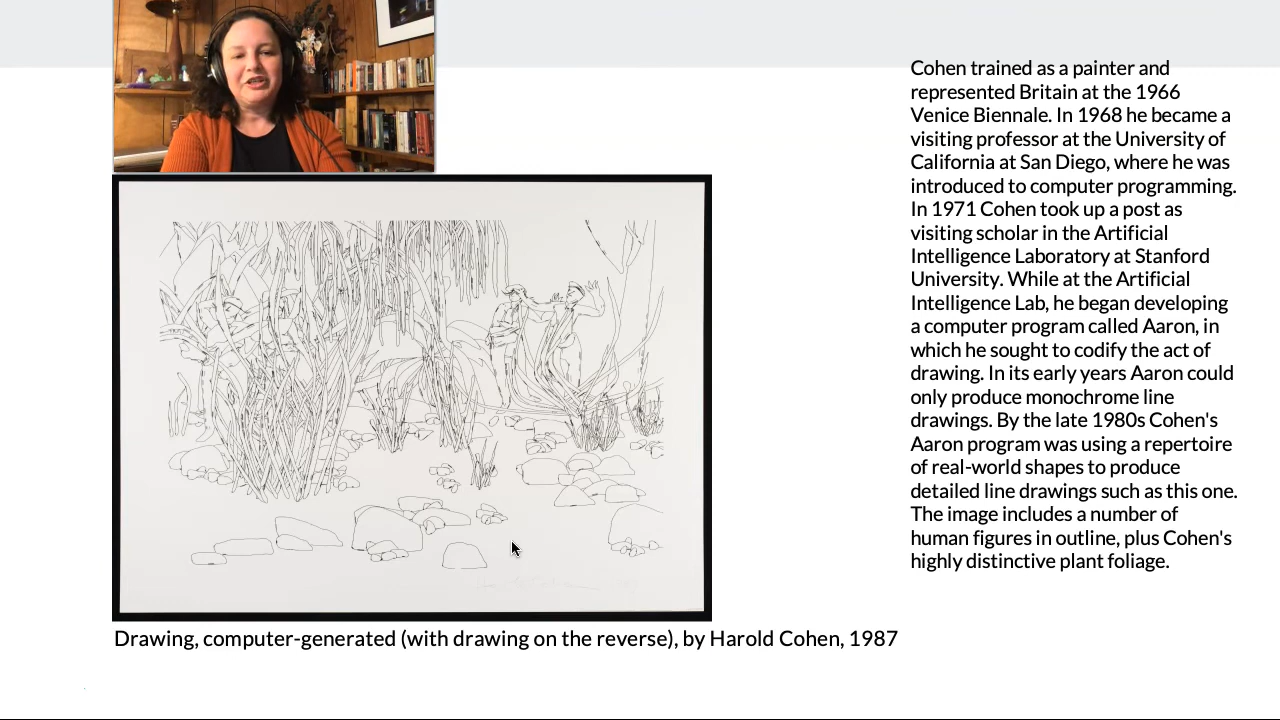 Cohen trained as a painter and
represented Britain at the 1966
Venice Biennale. In 1968 he became a
visiting professor at the University of
California at San Diego, where he was
introduced to computer programming.
In 1971 Cohen took up a post as
visiting scholar in the Artificial
Intelligence Laboratory at Stanford
University. While at the Artificial
Intelligence Lab, he began developing
a computer program called Aaron, in
which he sought to codify the act of
drawing. In its early years Aaron could
only produce monochrome line
drawings. By the late 1980s Cohen's
Aaron program was using a repertoire
of real-world shapes to produce
detailed line drawings such as this one.
The image includes a number of
human figures in outline, plus Cohen's
highly distinctive plant foliage.
Drawing, computer-generated (with drawing on the reverse), by Harold Cohen, 1987